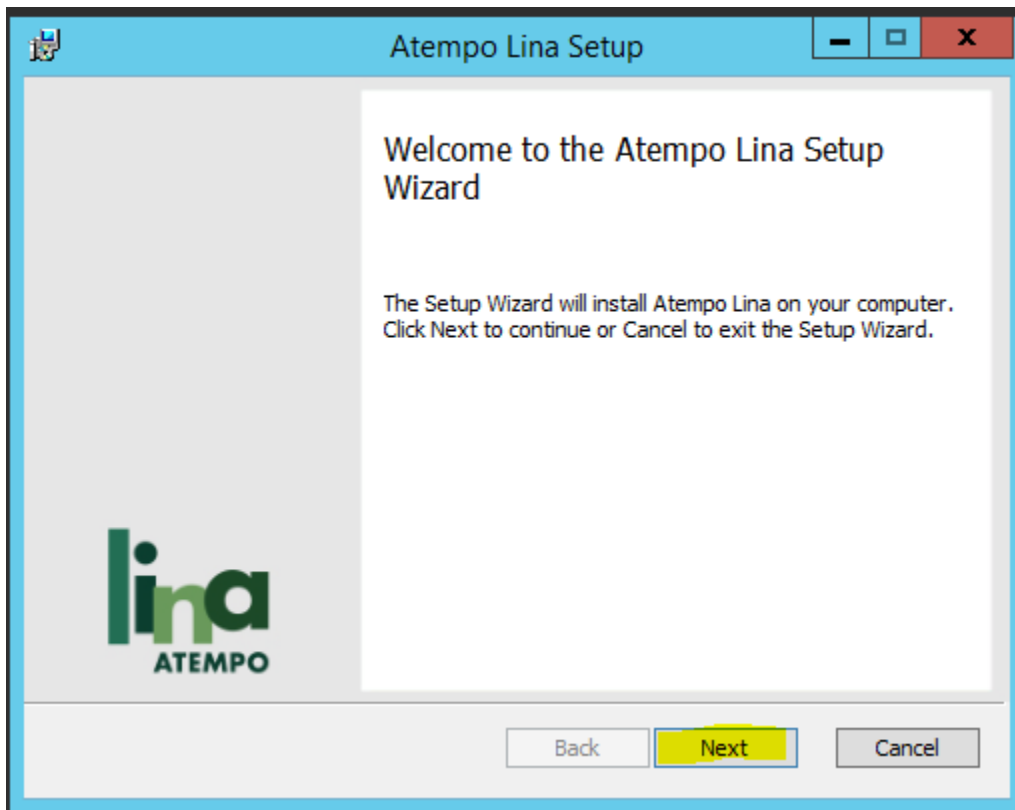 Atempo Lina Setup
Welcome to the Atempo Lina Setup
Wizard
The Setup Wizard will install Atempo Lina on your computer.
Click Next to continue or Cancel to exit the Setup Wizard.
lina
ATEMPO
Back
Next
Cancel